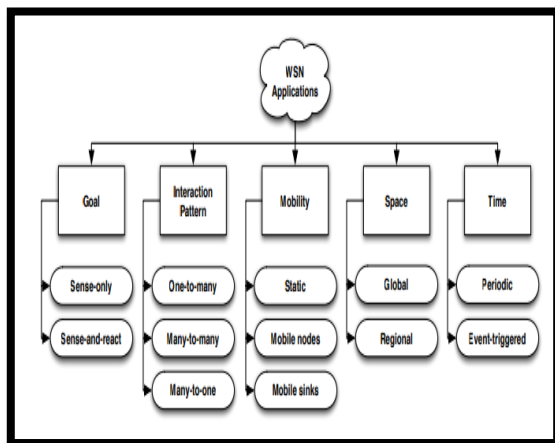 WSN
Applications
Goal
Interaction
Pattern
Mobility
Space
Time
Sense-only
One-to-many
Static
Global
Periodic
Sense-and-react
Many-to-many
Mobile nodes
Regional
Event-triggered
Many-to-one
Mobile sinks